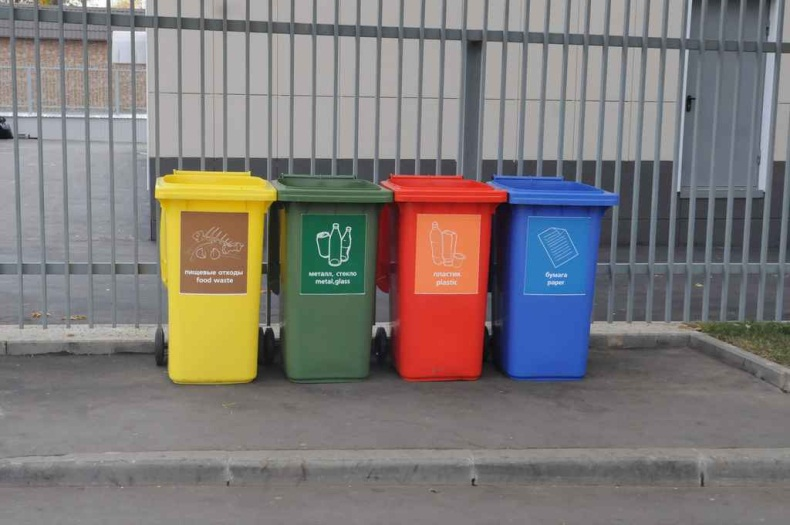 пищевые отходы
food waste
металл, стекло
metal,glass
пластик
plastic
бумага
paper